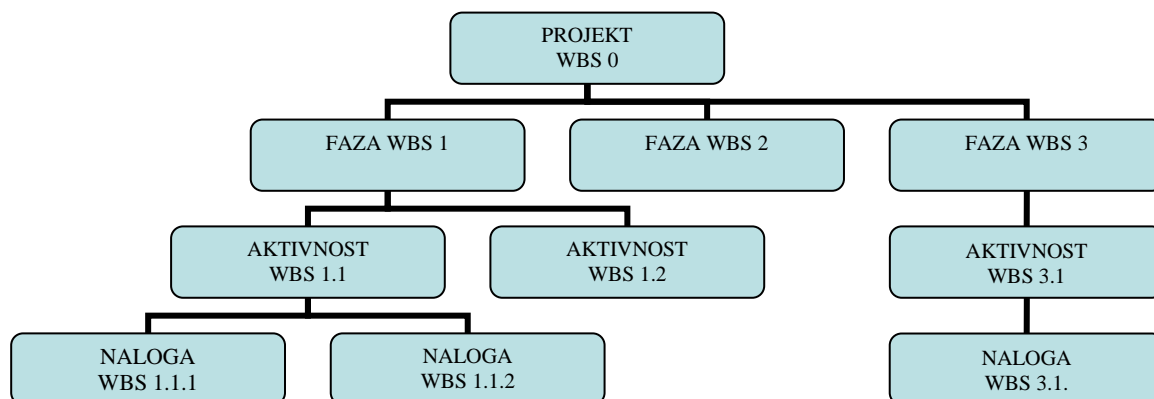 PROJEKT
WBS 0
FAZA WBS 1
FAZA WBS 2
FAZA WBS 3
AKTIVNOST
WBS 1.1
AKTIVNOST
WBS 1.2
AKTIVNOST
WBS 3.1
NALOGA
WBS 1.1.1
NALOGA
WBS 1.1.2
NALOGA
WBS 3.1.